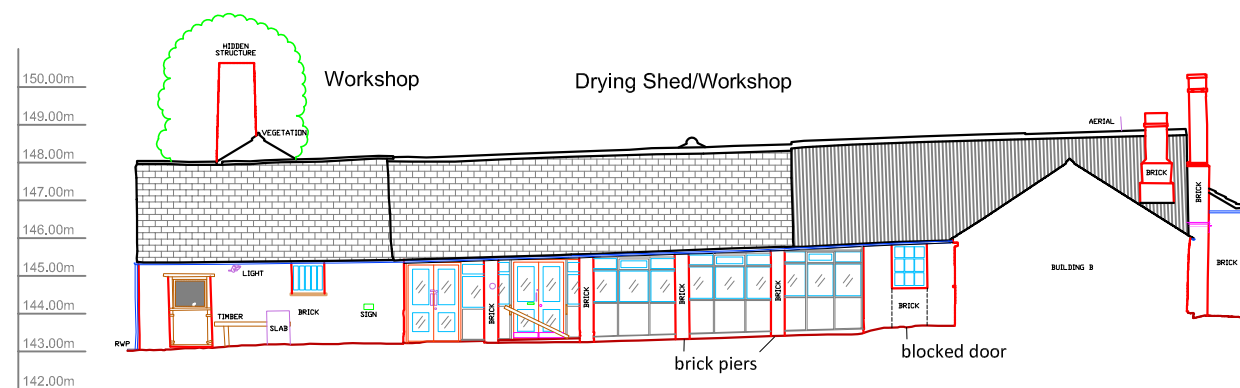 HIDDEN
STRUCTURE
Workshop
Drying Shed/Workshop
150.00m
149.00m
148.00m
147.00m
146.00m
145.00m
144.00m
143.00m
142.00m
VEGETATION
AERIAL
BRICK
BRICK
BRICK
BUILDING B
LIGHT
TIMBER
SLAB
BRICK
SIGN
BRICK
BRICK
BRICK
BRICK
BRICK
RWP
brick piers
blocked door